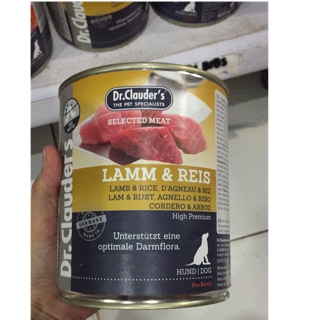 Dr.Clauder's
THE PET SPECIALISTS
SELECTED MEAT
LAMM & REIS
LAMB & RICE, D'AGNEAU & RIZ
LAM & RIJST, AGNELLO & RISO
CORDERO & ARROZ
High Premium
Unterstützt eine
optimale Darmflora.
HUND | DOG
Dr.Clauder's
GERMANY